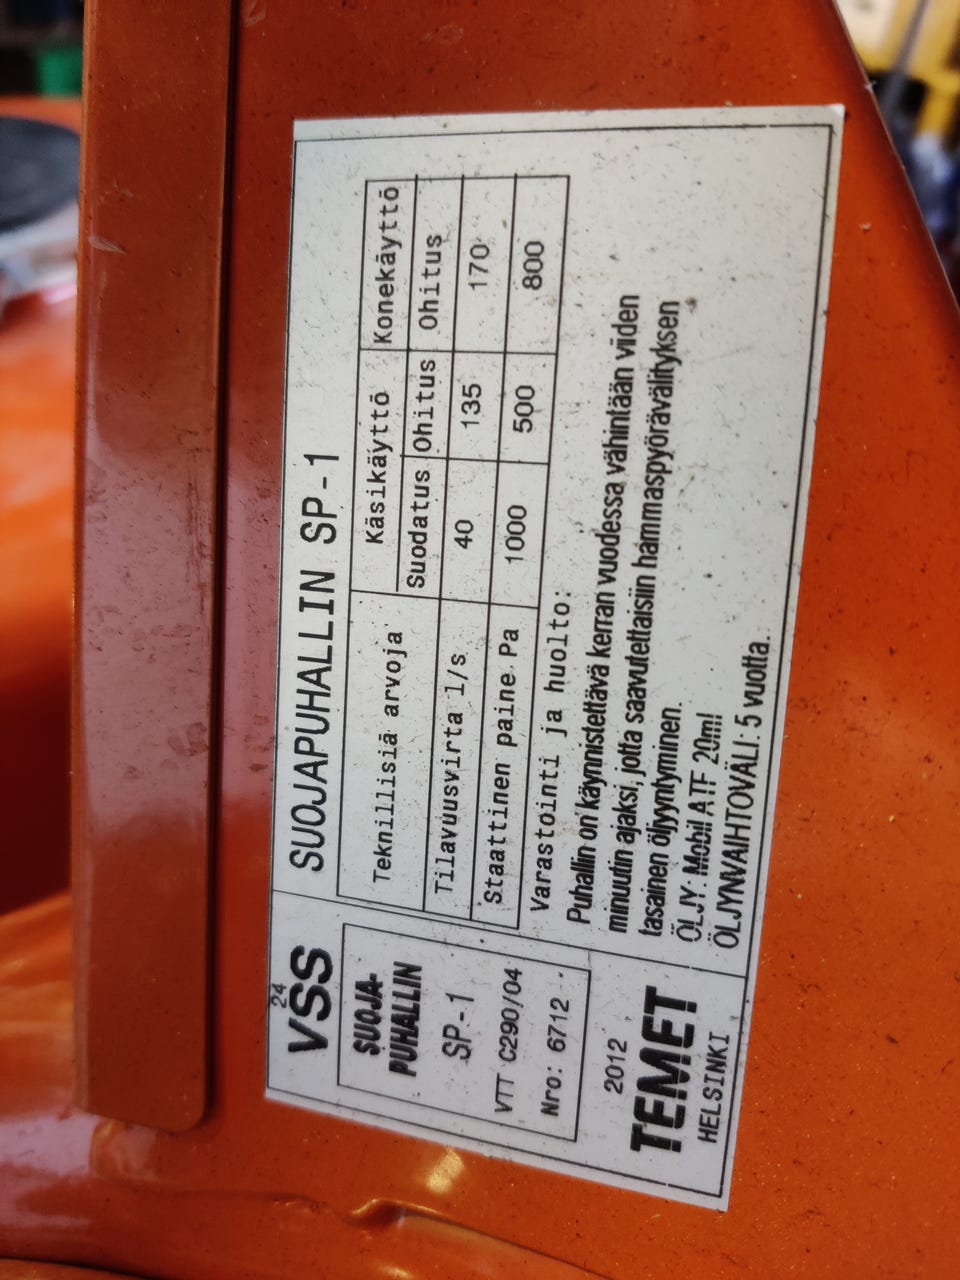 24
VSS
SUOJA-
PUHALLIN
SP-1
VTT C290/04
Nro: 6712
2012
TEMET
HELSINKI
SUOJAPUHALLIN SP-1
Teknillisiä arvoja Käsikäyttö Konekäyttö
Suodatus Ohitus Ohitus
Tilavuusvirta l/s 40 135 170
Staattinen paine Pa 1000 500 800
Varastointi ja huolto:
Puhallin on käynnistettävä kerran vuodessa vähintään viiden
minuutin ajaksi, jotta saavutettaisiin hammaspyörävälityksen
tasainen öljyyntyminen.
ÖLJY: Mobil ATF 20ml
ÖLJYNVAIHTOVÄLI: 5 vuotta.